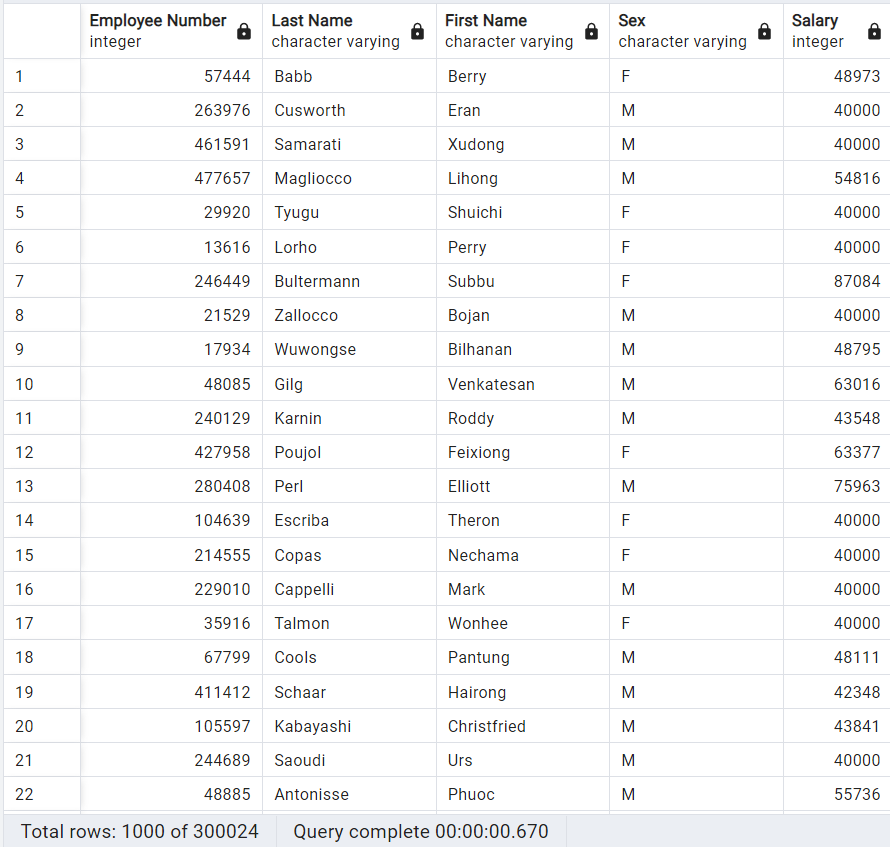 Employee Number Last Name First Name Sex Salary
integer character varying character varying character varying integer
1 57444 Babb Berry F 48973
2 263976 Cusworth Eran M 40000
3 461591 Samarati Xudong M 40000
4 477657 Magliocco Lihong M 54816
5 29920 Tyugu Shuichi F 40000
6 13616 Lorho Perry F 40000
7 246449 Bultermann Subbu F 87084
8 21529 Zallocco Bojan M 40000
9 17934 Wuwongse Bilhanan M 48795
10 48085 Gilg Venkatesan M 63016
11 240129 Karnin Roddy M 43548
12 427958 Poujol Feixiong F 63377
13 280408 Perl Elliott M 75963
14 104639 Escriba Theron F 40000
15 214555 Copas Nechama F 40000
16 229010 Cappelli Mark M 40000
17 35916 Talmon Wonhee F 40000
18 67799 Cools Pantung M 48111
19 411412 Schaar Hairong M 42348
20 105597 Kabayashi Christfried M 43841
21 244689 Saoudi Urs M 40000
22 48885 Antonisse Phuoc M 55736
Total rows: 1000 of 300024 Query complete 00:00:00.670